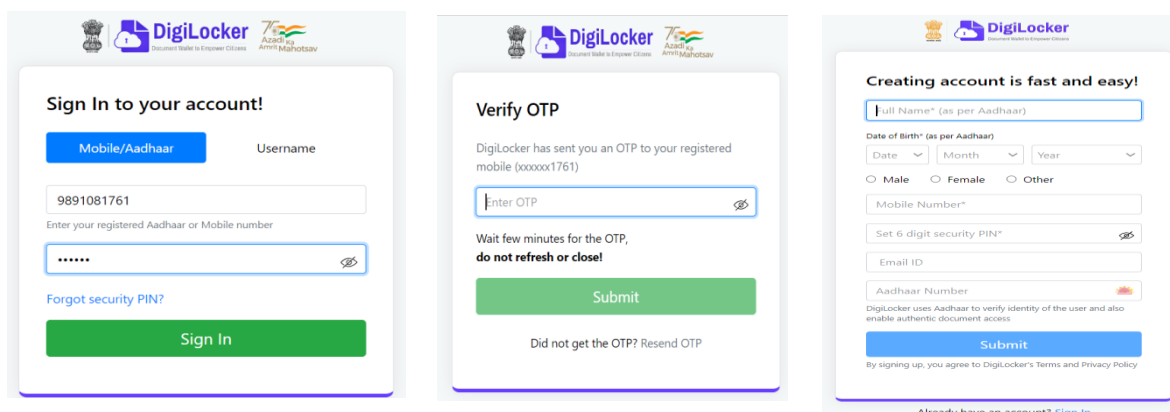 DigiLocker
Document Wallet to Empower Citizens
75
Azadi Ka
Amrit Mahotsav
Sign In to your account!
Mobile/Aadhaar
Username
9891081761
Enter your registered Aadhaar or Mobile number
••••••
Forgot security PIN?
Sign In
DigiLocker
Document Wallet to Empower Citizens
75
Azadi Ka
Amrit Mahotsav
Verify OTP
DigiLocker has sent you an OTP to your registered
mobile (xxxxxx1761)
Enter OTP
Wait few minutes for the OTP,
do not refresh or close!
Submit
Did not get the OTP? Resend OTP
DigiLocker
Document Wallet to Empower Citizens
Creating account is fast and easy!
Full Name* (as per Aadhaar)
Date of Birth* (as per Aadhaar)
Date Month Year
Male Female Other
Mobile Number*
Set 6 digit security PIN*
Email ID
Aadhaar Number
DigiLocker uses Aadhaar to verify identity of the user and also
enable authentic document access
Submit
By signing up, you agree to DigiLocker's Terms and Privacy Policy
Already have an account? Sign In